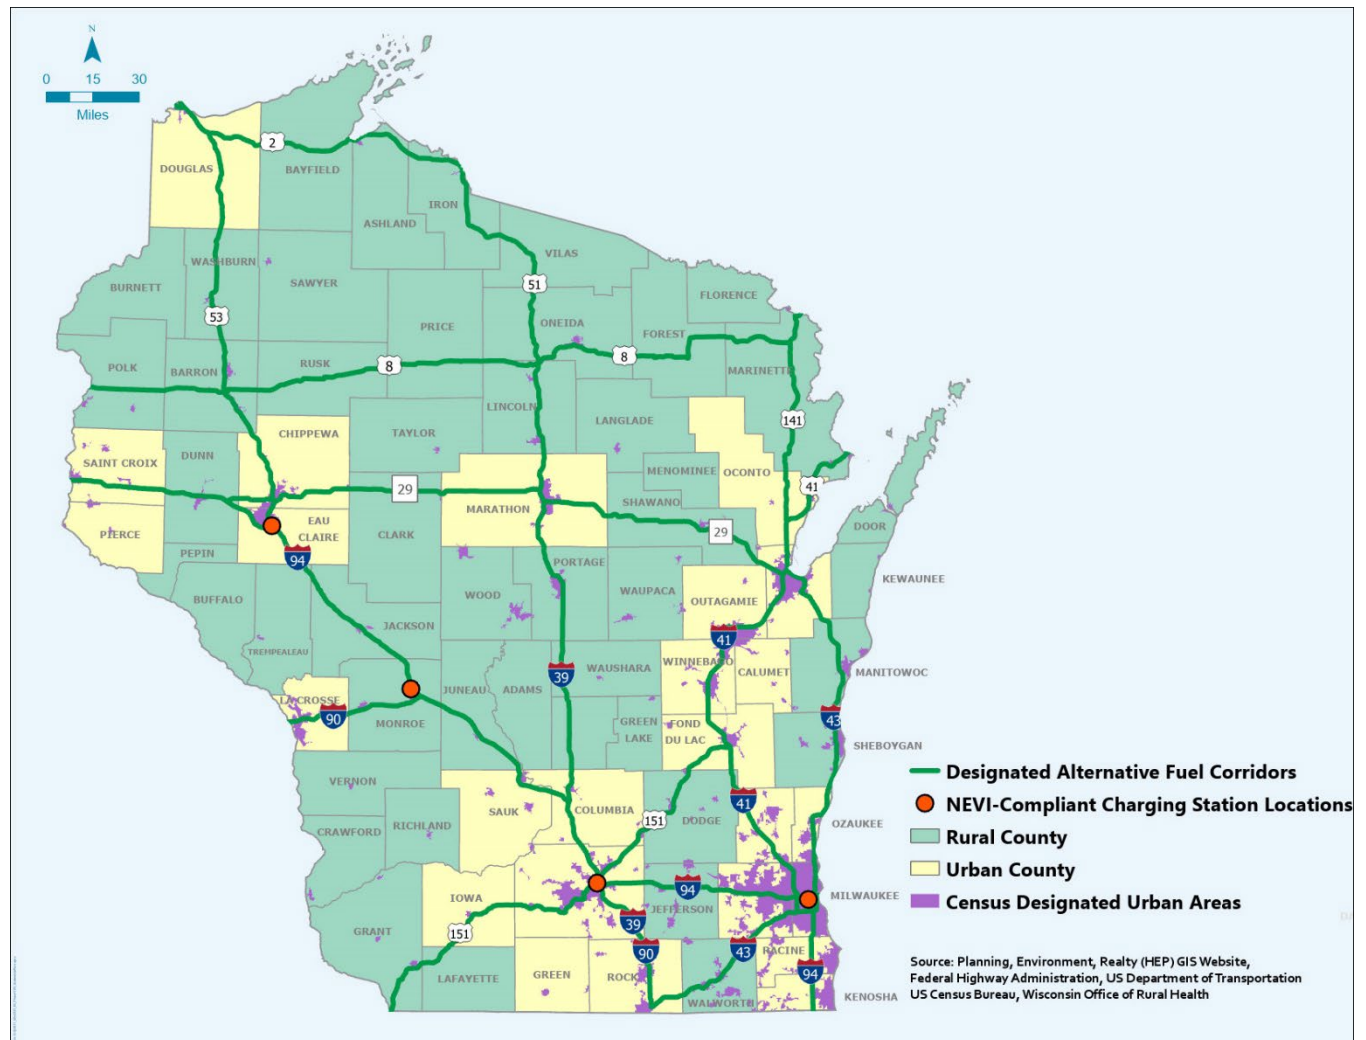 N
0 15 30
Miles
2
DOUGLAS
BAYFIELD
IRON
ASHLAND
VILAS
WASHBURN
SAWYER
BURNETT
51
FLORENCE
53
PRICE
ONEIDA
FOREST
8
8
POLK
BARRON
RUSK
MARINETTE
LINCOLN
141
CHIPPEWA
TAYLOR
LANGLADE
SAINT CROIX
DUNN
MENOMINEE
OCONTO
41
29
SHAWANO
MARATHON
EAU
CLAIRE
PIERCE
CLARK
29
DOOR
PEPIN
94
PORTAGE
KEWAUNEE
WOOD
WAUPACA
BUFFALO
OUTAGAMIE
JACKSON
41
TREMPEALEAU
WINNEBAGO
WAUSHARA
CALUMET
MANITOWOC
39
JUNEAU
ADAMS
LA CROSSE
90
MONROE
GREEN
LAKE
FOND
DU LAC
43
SHEBOYGAN
VERNON
Designated Alternative Fuel Corridors
41
NEVI-Compliant Charging Station Locations
SAUK
COLUMBIA
151
DODGE
OZAUKEE
RICHLAND
CRAWFORD
Rural County
Urban County
94
MILWAUKEE
IOWA
JEFFERSON
Census Designated Urban Areas
39
GRANT
151
90
43
RACINE
94
LAFAYETTE
GREEN
ROCK
WALWORTH
KENOSHA
Source: Planning, Environment, Realty (HEP) GIS Website,
Federal Highway Administration, US Department of Transportation
US Census Bureau, Wisconsin Office of Rural Health